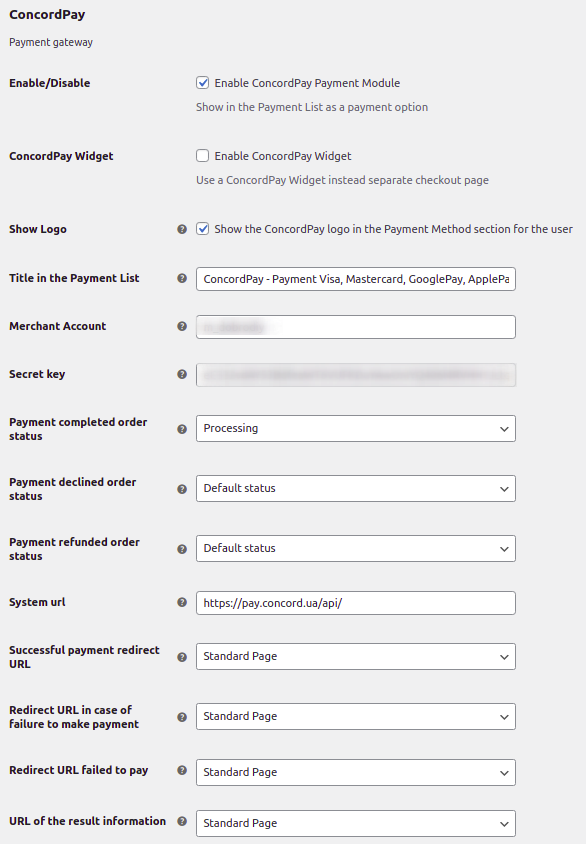 ConcordPay
Payment gateway
Enable/Disable
Enable ConcordPay Payment Module
Show in the Payment List as a payment option
ConcordPay Widget
Enable ConcordPay Widget
Use a ConcordPay Widget instead separate checkout page
Show Logo
Show the ConcordPay logo in the Payment Method section for the user
Title in the Payment List
ConcordPay - Payment Visa, Mastercard, GooglePay, ApplePa
Merchant Account
Secret key
Payment completed order
status
Processing
Payment declined order
status
Default status
Payment refunded order
status
Default status
System url
https://pay.concord.ua/api/
Successful payment redirect
URL
Standard Page
Redirect URL in case of
failure to make payment
Standard Page
Redirect URL failed to pay
Standard Page
URL of the result information
Standard Page